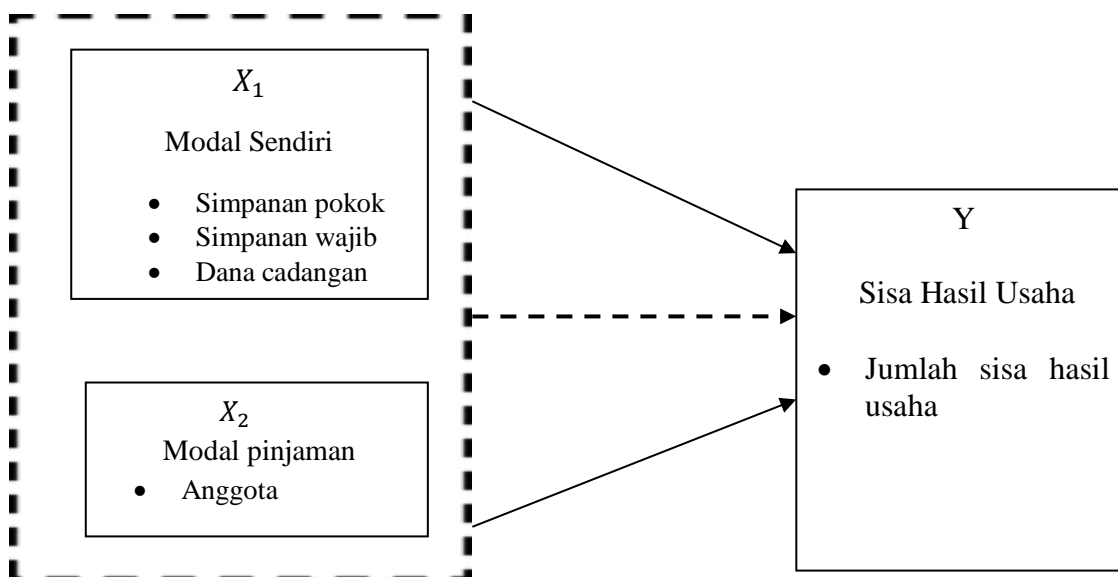 X₁
Modal Sendiri
• Simpanan pokok
• Simpanan wajib
• Dana cadangan
X₂
Modal pinjaman
• Anggota
Y
Sisa Hasil Usaha
• Jumlah sisa hasil
usaha